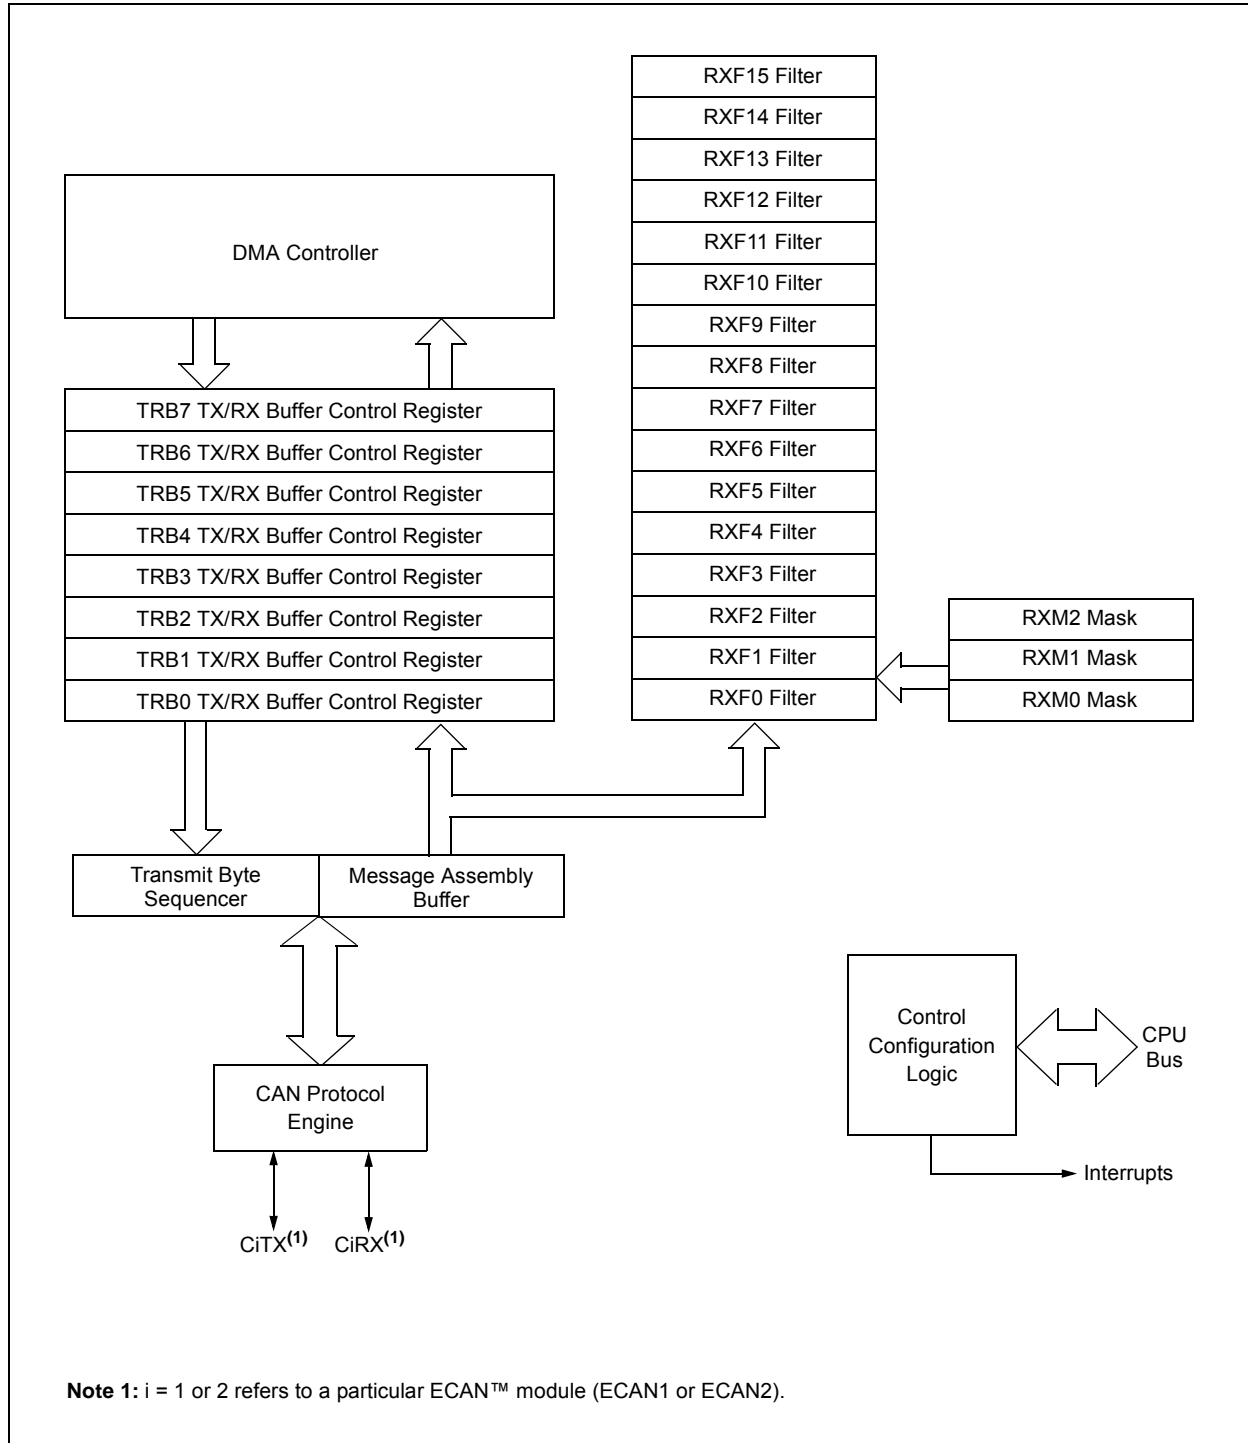 RXF15 Filter
RXF14 Filter
RXF13 Filter
RXF12 Filter
RXF11 Filter
RXF10 Filter
RXF9 Filter
RXF8 Filter
RXF7 Filter
RXF6 Filter
RXF5 Filter
RXF4 Filter
RXF3 Filter
RXF2 Filter
RXF1 Filter
RXF0 Filter
DMA Controller
TRB7 TX/RX Buffer Control Register
TRB6 TX/RX Buffer Control Register
TRB5 TX/RX Buffer Control Register
TRB4 TX/RX Buffer Control Register
TRB3 TX/RX Buffer Control Register
TRB2 TX/RX Buffer Control Register
TRB1 TX/RX Buffer Control Register
TRB0 TX/RX Buffer Control Register
RXM2 Mask
RXM1 Mask
RXM0 Mask
Transmit Byte
Sequencer
Message Assembly
Buffer
CAN Protocol
Engine
CiTX(1)
CiRX(1)
Control
Configuration
Logic
CPU
Bus
Interrupts
Note 1: i = 1 or 2 refers to a particular ECAN™ module (ECAN1 or ECAN2).